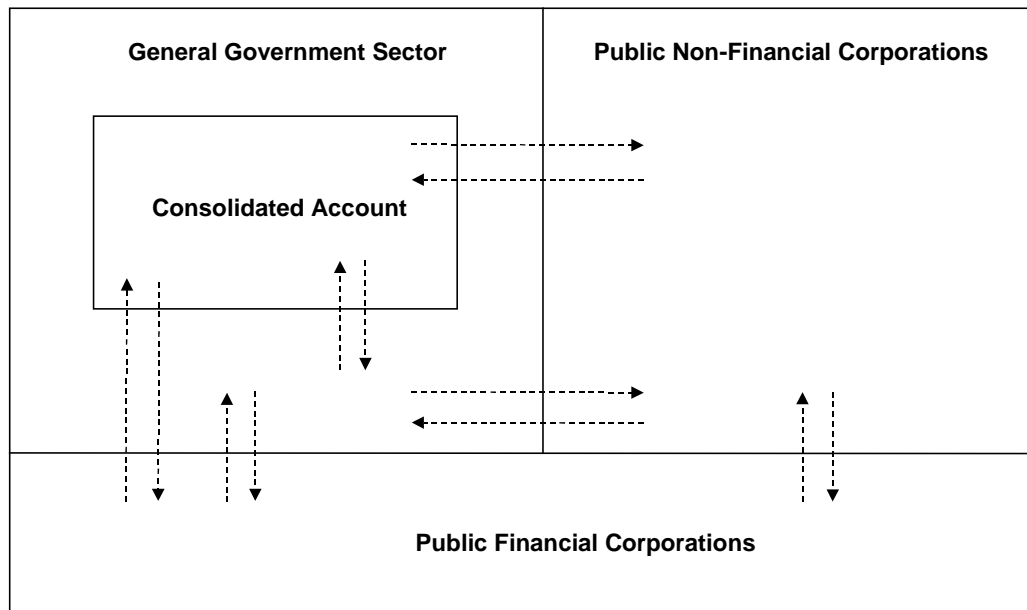 General Government Sector
Public Non-Financial Corporations
Consolidated Account
Public Financial Corporations